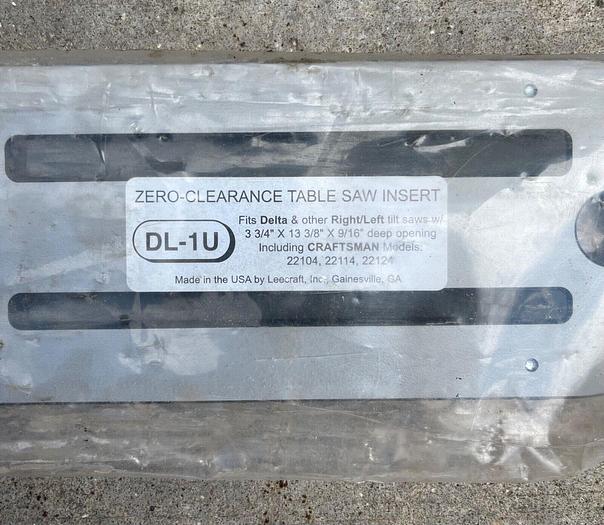 ZERO-CLEARANCE TABLE SAW INSERT
DL-1U
Fits Delta & other Right/Left tilt saws w/
3 3/4" X 13 3/8" X 9/16" deep opening
Including CRAFTSMAN Models:
22104, 22114, 22124
Made in the USA by Leecraft, Inc., Gainesville, GA